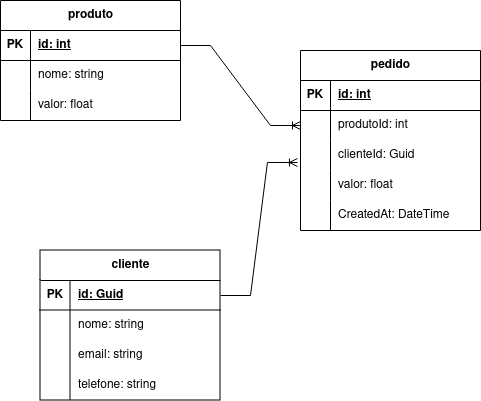 produto
PK id: int
nome: string
valor: float
pedido
PK id: int
produtoId: int
clienteId: Guid
valor: float
CreatedAt: DateTime
cliente
PK id: Guid
nome: string
email: string
telefone: string